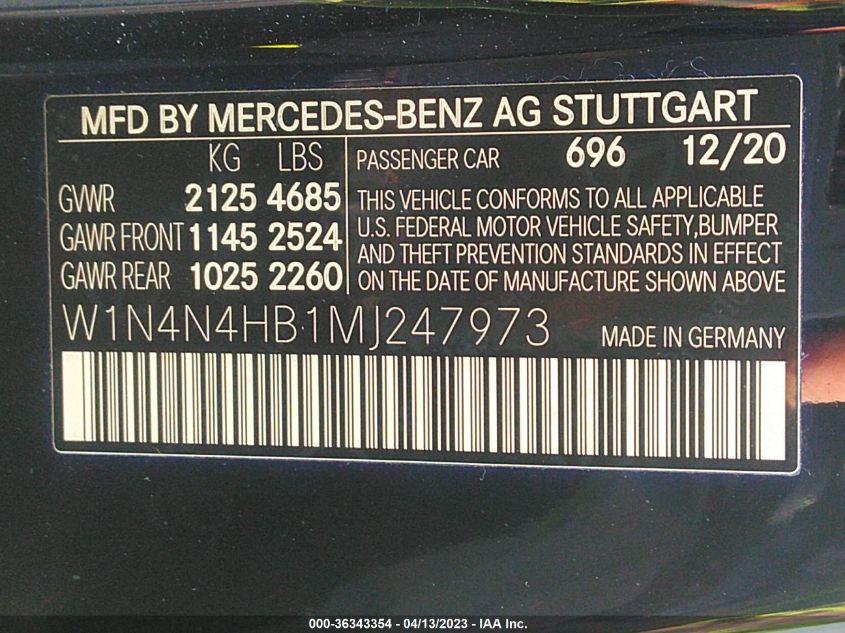 MFD BY MERCEDES-BENZ AG STUTTGART
KG LBS
GVWR 2125 4685
GAWR FRONT 1145 2524
GAWR REAR 1025 2260
PASSENGER CAR 696 12/20
THIS VEHICLE CONFORMS TO ALL APPLICABLE
U.S. FEDERAL MOTOR VEHICLE SAFETY,BUMPER
AND THEFT PREVENTION STANDARDS IN EFFECT
ON THE DATE OF MANUFACTURE SHOWN ABOVE
W1N4N4HB1MJ247973 MADE IN GERMANY
000-36343354 - 04/13/2023 - IAA Inc.